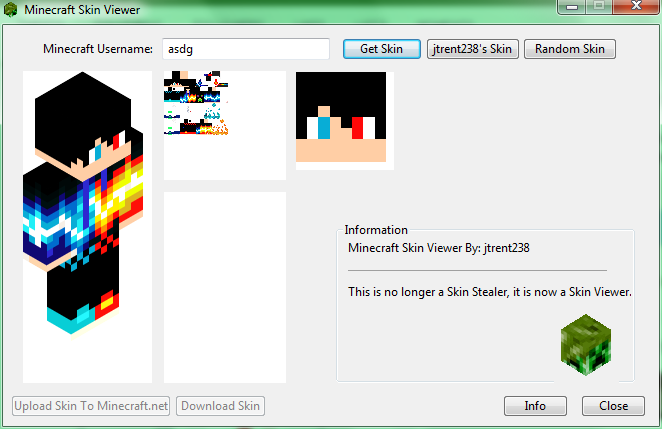 Minecraft Skin Viewer
Minecraft Username: asdg Get Skin jtrent238's Skin Random Skin
Information
Minecraft Skin Viewer By: jtrent238
This is no longer a Skin Stealer, it is now a Skin Viewer.
Upload Skin To Minecraft.net Download Skin Info Close